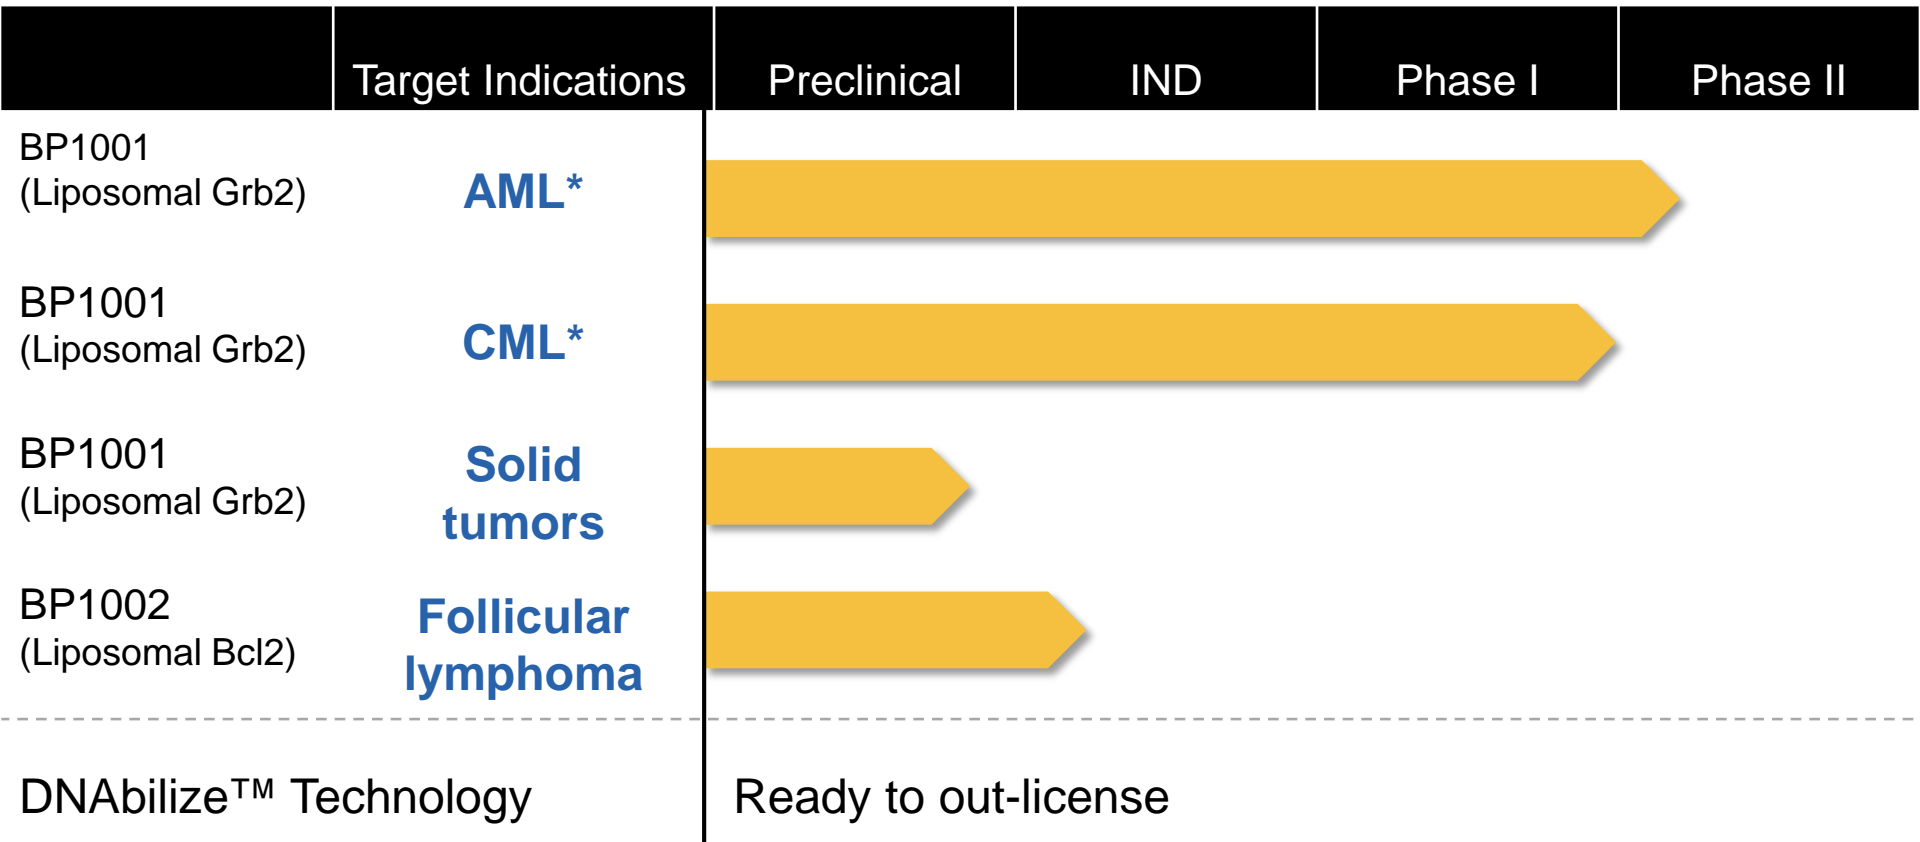 Target Indications Preclinical IND Phase I Phase II
BP1001
(Liposomal Grb2)
AML*
BP1001
(Liposomal Grb2)
CML*
BP1001
(Liposomal Grb2)
Solid
tumors
BP1002
(Liposomal Bcl2)
Follicular
lymphoma
DNAbilize™ Technology
Ready to out-license